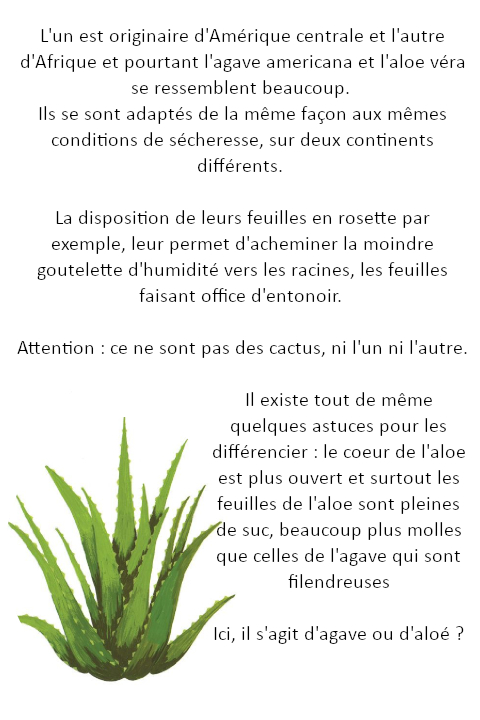 L'un est originaire d'Amérique centrale et l'autre
d'Afrique et pourtant l'agave americana et l'aloe véra
se ressemblent beaucoup.
Ils se sont adaptés de la même façon aux mêmes
conditions de sécheresse, sur deux continents
différents.
La disposition de leurs feuilles en rosette par
exemple, leur permet d'acheminer la moindre
goutelette d'humidité vers les racines, les feuilles
faisant office d'entonoir.
Attention : ce ne sont pas des cactus, ni l'un ni l'autre.
Il existe tout de même
quelques astuces pour les
différencier : le coeur de l'aloe
est plus ouvert et surtout les
feuilles de l'aloe sont pleines
de suc, beaucoup plus molles
que celles de l'agave qui sont
filendreuses
Ici, il s'agit d'agave ou d'aloé ?